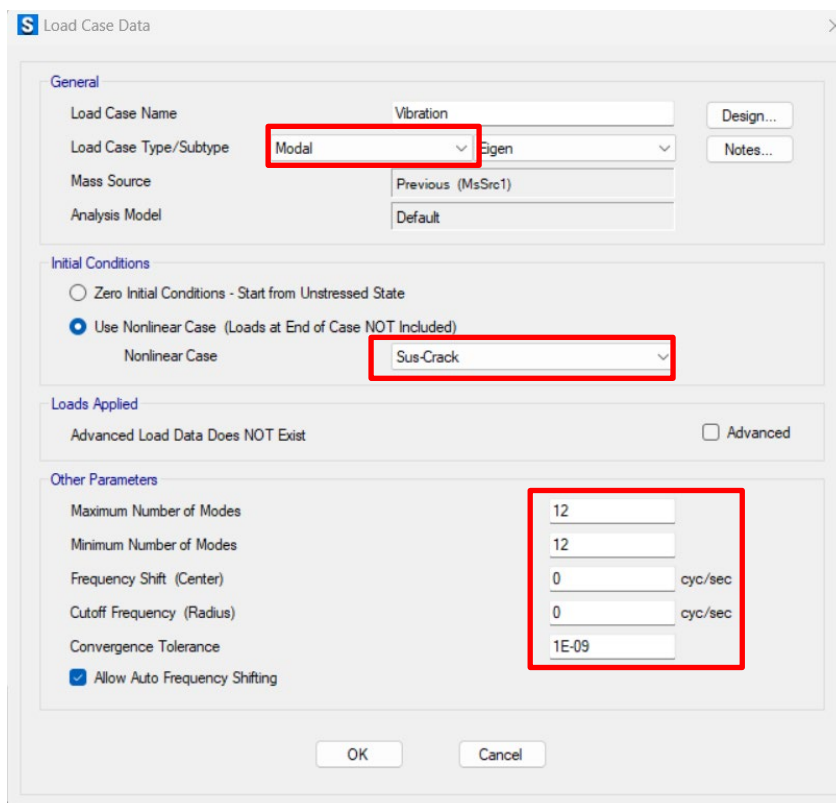 S Load Case Data
General
Load Case Name Vibration Design...
Load Case Type/Subtype Modal Eigen Notes...
Mass Source Previous (MsSrc1)
Analysis Model Default
Initial Conditions
Zero Initial Conditions - Start from Unstressed State
Use Nonlinear Case (Loads at End of Case NOT Included)
Nonlinear Case Sus-Crack
Loads Applied
Advanced Load Data Does NOT Exist Advanced
Other Parameters
Maximum Number of Modes 12
Minimum Number of Modes 12
Frequency Shift (Center) 0 cyc/sec
Cutoff Frequency (Radius) 0 cyc/sec
Convergence Tolerance 1E-09
Allow Auto Frequency Shifting
OK Cancel